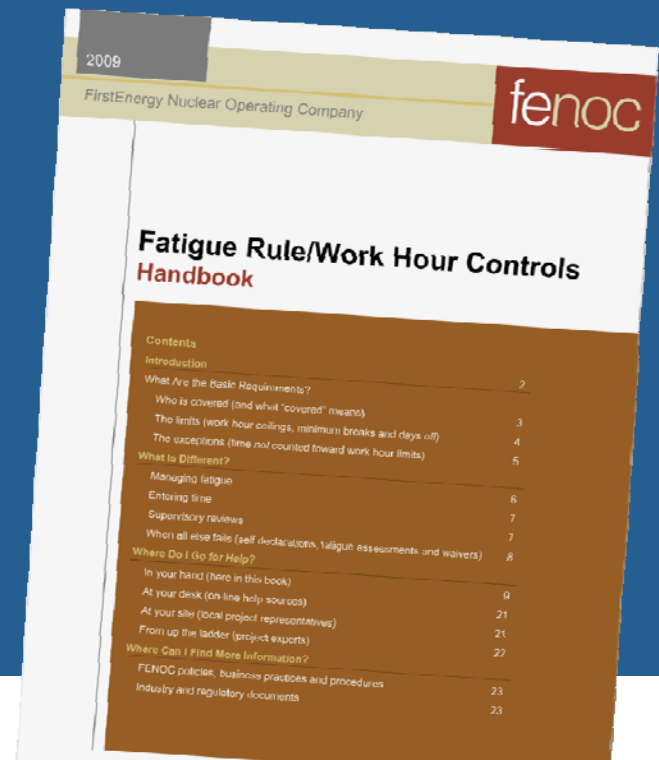 2009
FirstEnergy Nuclear Operating Company
fenoc
Fatigue Rule/Work Hour Controls
Handbook
Contents
Introduction 2
What Are the Basic Requirements?
Who is covered (and what "covered" means) 3
The limits (work hour ceilings, minimum breaks and days off) 4
The exceptions (time not counted toward work hour limits) 5
What Is Different?
Managing fatigue 6
Entering time 7
Supervisory reviews 7
When all else fails (self declarations, fatigue assessments and waivers) 8
Where Do I Go for Help?
In your hand (here in this book) 9
At your desk (on-line help sources) 21
At your site (local project representatives) 21
From up the ladder (project experts) 22
Where Can I Find More Information?
FENOC policies, business practices and procedures 23
Industry and regulatory documents 23